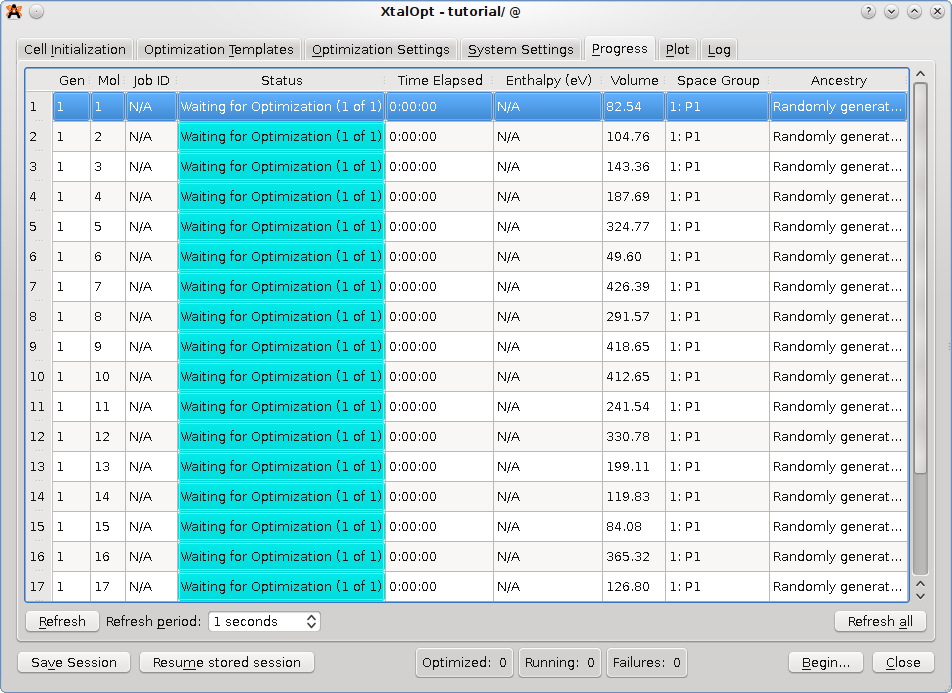 XtalOpt - tutorial/ @
Cell Initialization Optimization Templates Optimization Settings System Settings Progress Plot Log
Gen Mol Job ID Status Time Elapsed Enthalpy (eV) Volume Space Group Ancestry
1 1 1 N/A Waiting for Optimization (1 of 1) 0:00:00 N/A 82.54 1: P1 Randomly generat...
2 1 2 N/A Waiting for Optimization (1 of 1) 0:00:00 N/A 104.76 1: P1 Randomly generat...
3 1 3 N/A Waiting for Optimization (1 of 1) 0:00:00 N/A 143.36 1: P1 Randomly generat...
4 1 4 N/A Waiting for Optimization (1 of 1) 0:00:00 N/A 187.69 1: P1 Randomly generat...
5 1 5 N/A Waiting for Optimization (1 of 1) 0:00:00 N/A 324.77 1: P1 Randomly generat...
6 1 6 N/A Waiting for Optimization (1 of 1) 0:00:00 N/A 49.60 1: P1 Randomly generat...
7 1 7 N/A Waiting for Optimization (1 of 1) 0:00:00 N/A 426.39 1: P1 Randomly generat...
8 1 8 N/A Waiting for Optimization (1 of 1) 0:00:00 N/A 291.57 1: P1 Randomly generat...
9 1 9 N/A Waiting for Optimization (1 of 1) 0:00:00 N/A 418.65 1: P1 Randomly generat...
10 1 10 N/A Waiting for Optimization (1 of 1) 0:00:00 N/A 412.65 1: P1 Randomly generat...
11 1 11 N/A Waiting for Optimization (1 of 1) 0:00:00 N/A 241.54 1: P1 Randomly generat...
12 1 12 N/A Waiting for Optimization (1 of 1) 0:00:00 N/A 330.78 1: P1 Randomly generat...
13 1 13 N/A Waiting for Optimization (1 of 1) 0:00:00 N/A 199.11 1: P1 Randomly generat...
14 1 14 N/A Waiting for Optimization (1 of 1) 0:00:00 N/A 119.83 1: P1 Randomly generat...
15 1 15 N/A Waiting for Optimization (1 of 1) 0:00:00 N/A 84.08 1: P1 Randomly generat...
16 1 16 N/A Waiting for Optimization (1 of 1) 0:00:00 N/A 365.32 1: P1 Randomly generat...
17 1 17 N/A Waiting for Optimization (1 of 1) 0:00:00 N/A 126.80 1: P1 Randomly generat...
Refresh Refresh period: 1 seconds Refresh all
Save Session Resume stored session Optimized: 0 Running: 0 Failures: 0 Begin... Close